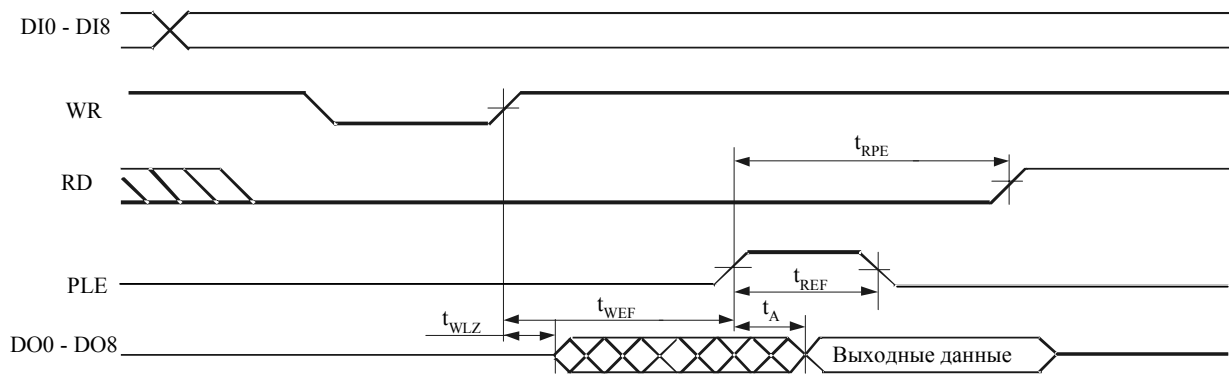 DI0 - DI8
WR
t_RPE
RD
PLE
t_REF
t_WEF
t_A
t_WLZ
DO0 - DO8
Выходные данные